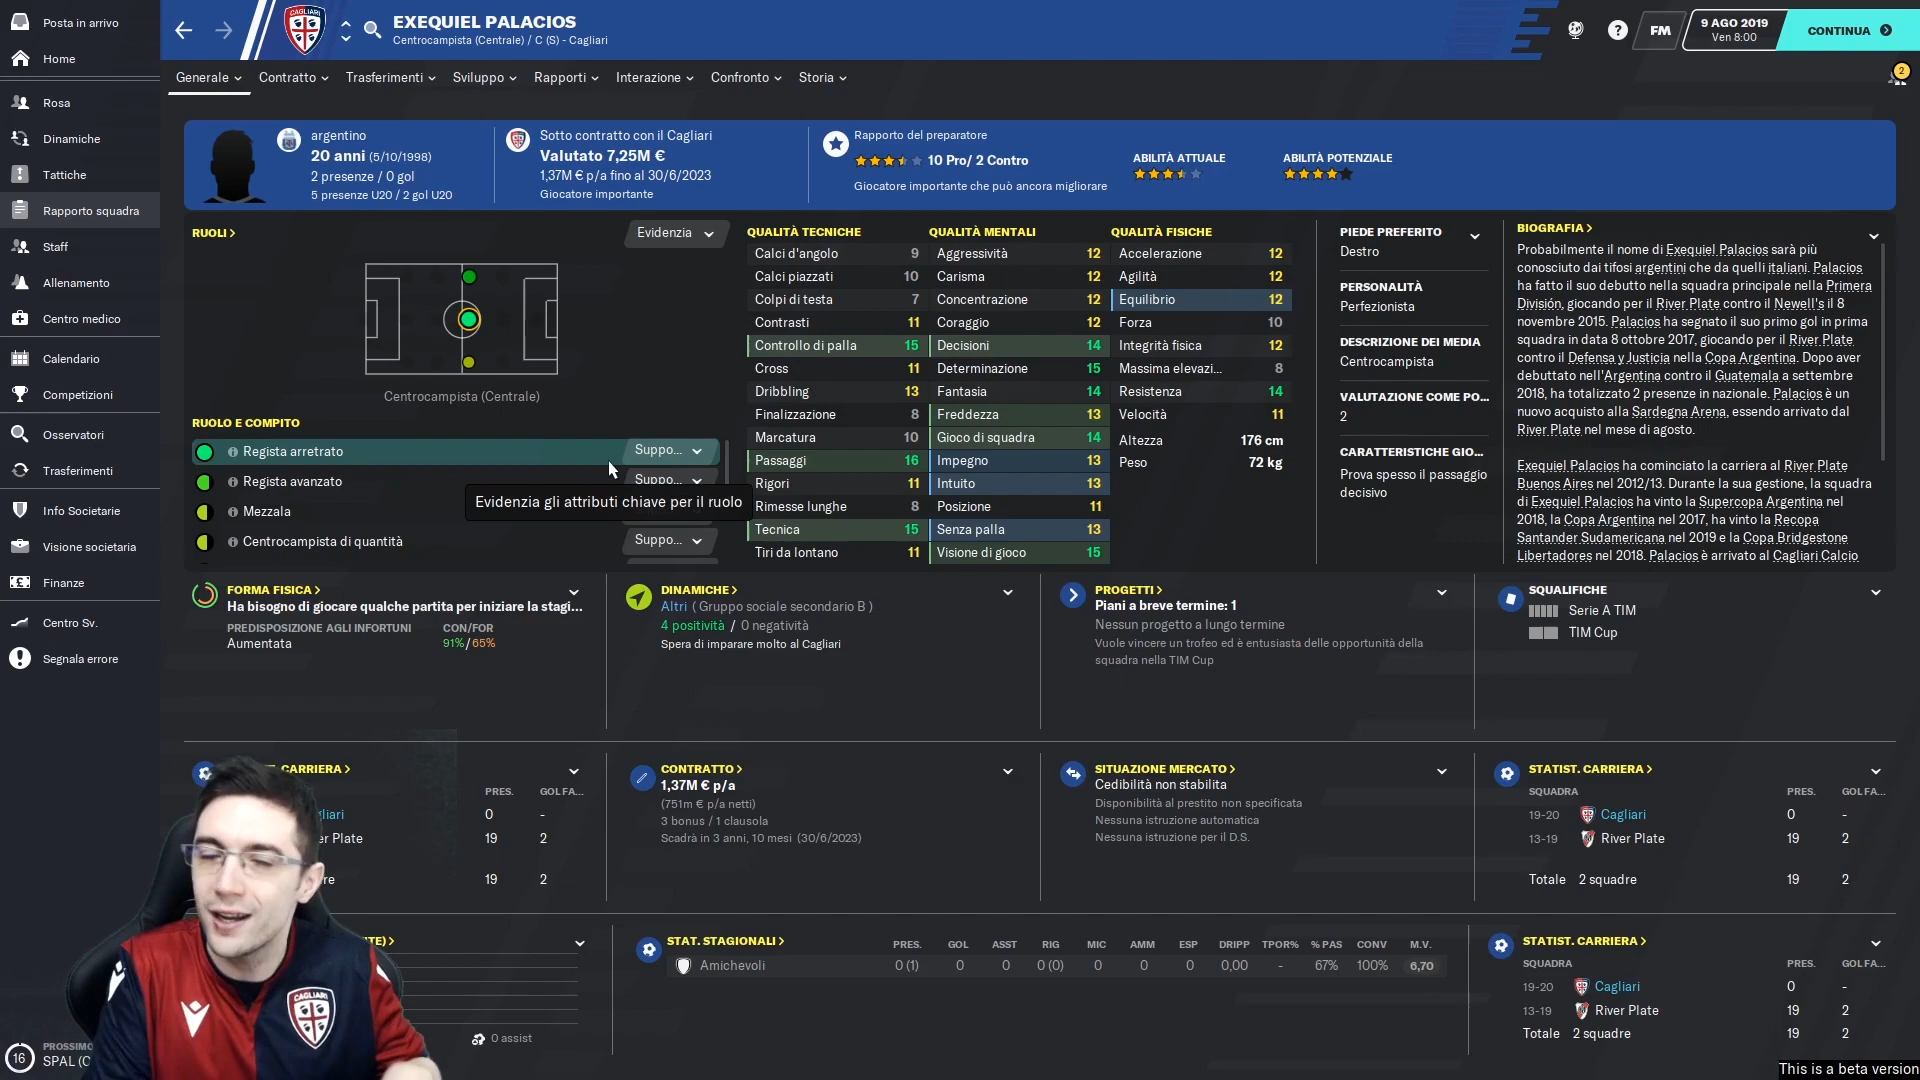 Posta in arrivo
Home
Rosa
Dinamiche
Tattiche
Rapporto squadra
Staff
Allenamento
Centro medico
Calendario
Competizioni
Osservatori
Trasferimenti
Info Societarie
Visione societaria
Finanze
Centro Sv.
Segnala errore
16
PROSSIMO
SPAL (C
CAGLIARI
EXEQUIEL PALACIOS
Centrocampista (Centrale) / C (S) - Cagliari
?
FM
9 AGO 2019
Ven 8:00
CONTINUA
2
Generale
Contratto
Trasferimenti
Sviluppo
Rapporti
Interazione
Confronto
Storia
argentino
20 anni (5/10/1998)
2 presenze / 0 gol
5 presenze U20 / 2 gol U20
Sotto contratto con il Cagliari
Valutato 7,25M €
1,37M € p/a fino al 30/6/2023
Giocatore importante
Rapporto del preparatore
10 Pro/ 2 Contro
Giocatore importante che può ancora migliorare
ABILITÀ ATTUALE
ABILITÀ POTENZIALE
RUOLI >
Evidenzia
Centrocampista (Centrale)
RUOLO E COMPITO
Regista arretrato Suppo...
Regista avanzato Suppo...
Mezzala
Centrocampista di quantità Suppo...
Evidenzia gli attributi chiave per il ruolo
QUALITÀ TECNICHE
Calci d'angolo 9
Calci piazzati 10
Colpi di testa 7
Contrasti 11
Controllo di palla 15
Cross 11
Dribbling 13
Finalizzazione 8
Marcatura 10
Passaggi 16
Rigori 11
Rimesse lunghe 8
Tecnica 15
Tiri da lontano 11
QUALITÀ MENTALI
Aggressività 12
Carisma 12
Concentrazione 12
Coraggio 12
Decisioni 14
Determinazione 15
Fantasia 14
Freddezza 13
Gioco di squadra 14
Impegno 13
Intuito 13
Posizione 11
Senza palla 13
Visione di gioco 15
QUALITÀ FISICHE
Accelerazione 12
Agilità 12
Equilibrio 12
Forza 10
Integrità fisica 12
Massima elevazi... 8
Resistenza 14
Velocità 11
Altezza 176 cm
Peso 72 kg
PIEDE PREFERITO
Destro
PERSONALITÀ
Perfezionista
DESCRIZIONE DEI MEDIA
Centrocampista
VALUTAZIONE COME PO...
2
CARATTERISTICHE GIO...
Prova spesso il passaggio
decisivo
BIOGRAFIA >
Probabilmente il nome di Exequiel Palacios sarà più
conosciuto dai tifosi argentini che da quelli italiani. Palacios
ha fatto il suo debutto nella squadra principale nella Primera
División, giocando per il River Plate contro il Newell's il 8
novembre 2015. Palacios ha segnato il suo primo gol in prima
squadra in data 8 ottobre 2017, giocando per il River Plate
contro il Defensa y Justicia nella Copa Argentina. Dopo aver
debuttato nell'Argentina contro il Guatemala a settembre
2018, ha totalizzato 2 presenze in nazionale. Palacios è un
nuovo acquisto alla Sardegna Arena, essendo arrivato dal
River Plate nel mese di agosto.
Exequiel Palacios ha cominciato la carriera al River Plate
Buenos Aires nel 2012/13. Durante la sua gestione, la squadra
di Exequiel Palacios ha vinto la Supercopa Argentina nel
2018, la Copa Argentina nel 2017, ha vinto la Recopa
Santander Sudamericana nel 2019 e la Copa Bridgestone
Libertadores nel 2018. Palacios è arrivato al Cagliari Calcio
FORMA FISICA >
Ha bisogno di giocare qualche partita per iniziare la stagi...
PREDISPOSIZIONE AGLI INFORTUNI CON/FOR
Aumentata 91%/65%
DINAMICHE >
Altri ( Gruppo sociale secondario B )
4 positività / 0 negatività
Spera di imparare molto al Cagliari
PROGETTI >
Piani a breve termine: 1
Nessun progetto a lungo termine
Vuole vincere un trofeo ed è entusiasta delle opportunità della
squadra nella TIM Cup
SQUALIFICHE
Serie A TIM
TIM Cup
CARRIERA >
PRES. GOL FA...
gliari 0 -
er Plate 19 2
re 19 2
CONTRATTO >
1,37M € p/a
(751m € p/a netti)
3 bonus / 1 clausola
Scadrà in 3 anni, 10 mesi (30/6/2023)
SITUAZIONE MERCATO >
Cedibilità non stabilita
Disponibilità al prestito non specificata
Nessuna istruzione automatica
Nessuna istruzione per il D.S.
STATIST. CARRIERA >
SQUADRA PRES. GOL FA...
19-20 Cagliari 0 -
13-19 River Plate 19 2
Totale 2 squadre 19 2
TE) >
0 assist
CAGLIARI
STAT. STAGIONALI >
PRES. GOL ASST RIG MIC AMM ESP DRIPP TPOR% % PAS CONV M.V.
Amichevoli 0 (1) 0 0 0 (0) 0 0 0 0,00 - 67% 100% 6,70
STATIST. CARRIERA >
SQUADRA PRES. GOL FA...
19-20 Cagliari 0 -
13-19 River Plate 19 2
Totale 2 squadre 19 2
This is a beta version